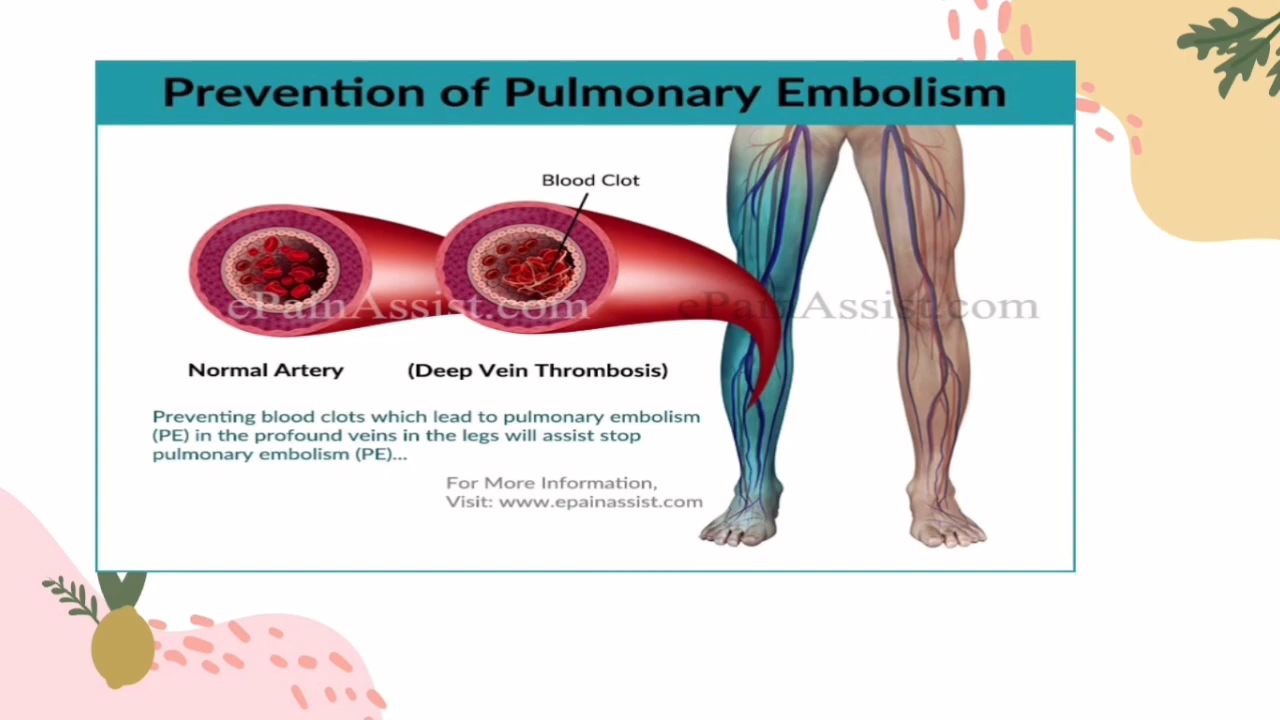 Prevention of Pulmonary Embolism
Blood Clot
ePainAssist.com
ePainAssist.com
Normal Artery
(Deep Vein Thrombosis)
Preventing blood clots which lead to pulmonary embolism
(PE) in the profound veins in the legs will assist stop
pulmonary embolism (PE)...
For More Information,
Visit: www.epainassist.com